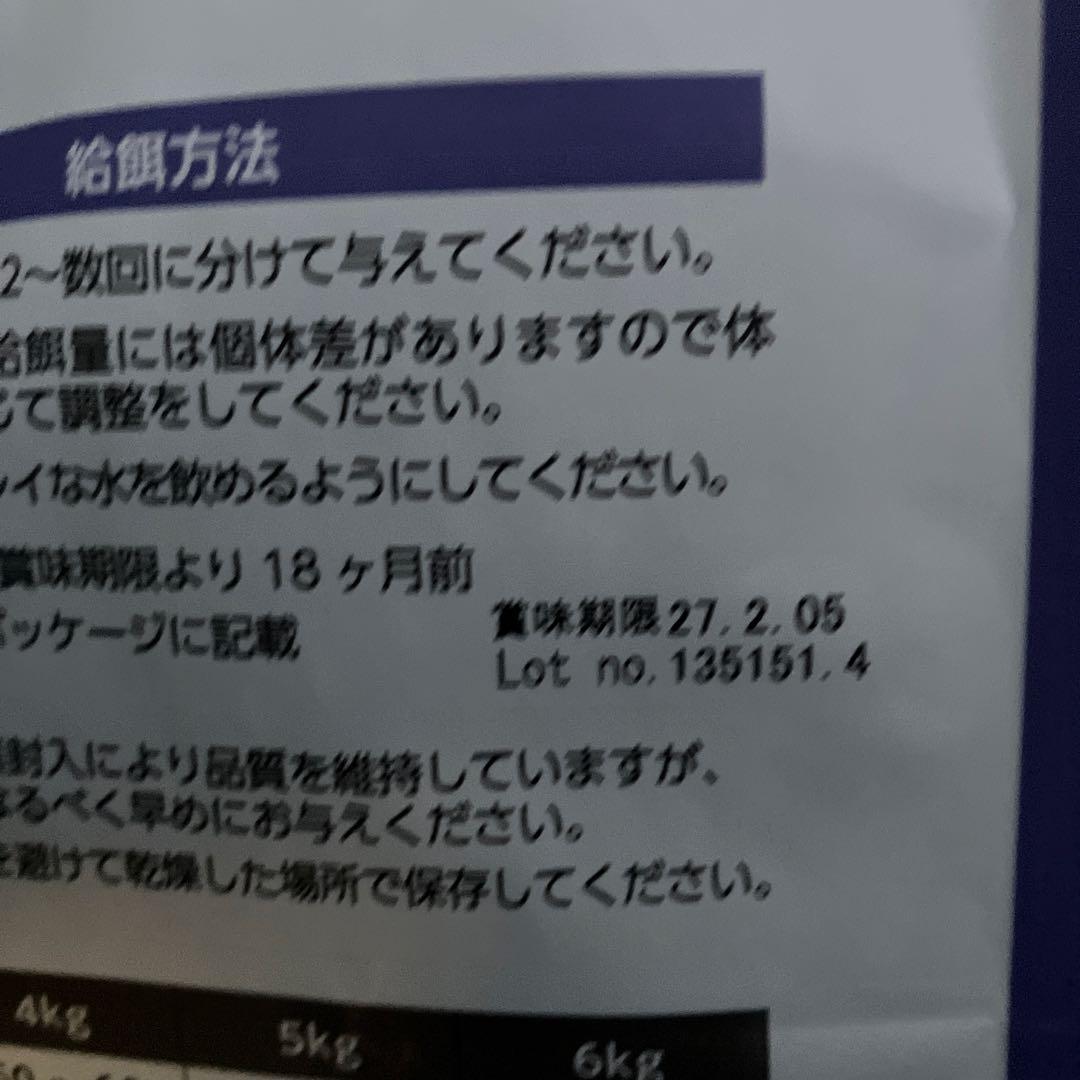 給餌方法
2～数回に分けて与えてください。
給餌量には個体差がありますので体
じて調整をしてください。
レイな水を飲めるようにしてください。
賞味期限より 18 ヶ月前
パッケージに記載
賞味期限27.2.05
Lot no.135151.4
封入により品質を維持していますが、
なるべく早めにお与えください。
を避けて乾燥した場所で保存してください。
4kg 5kg 6kg